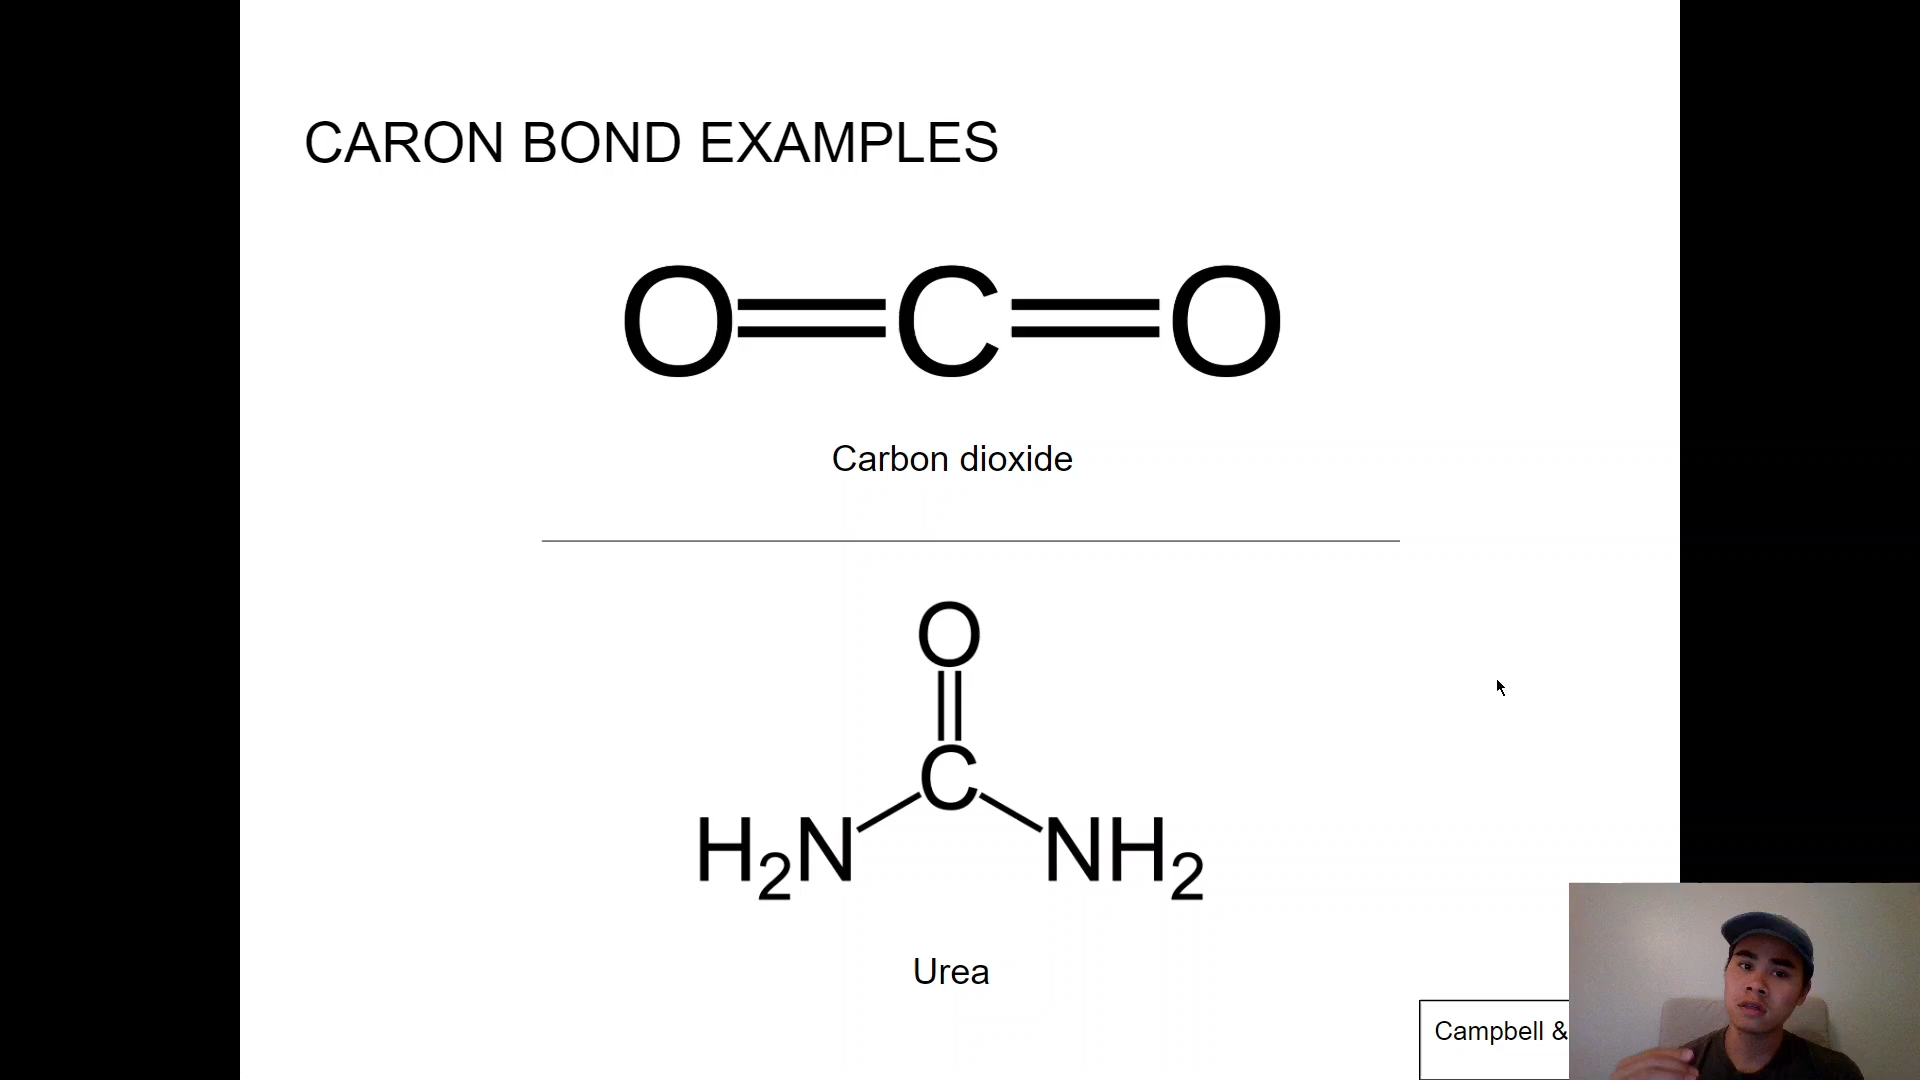 CARON BOND EXAMPLES
O=C=O
Carbon dioxide
O
C
H2N NH2
Urea
Campbell &